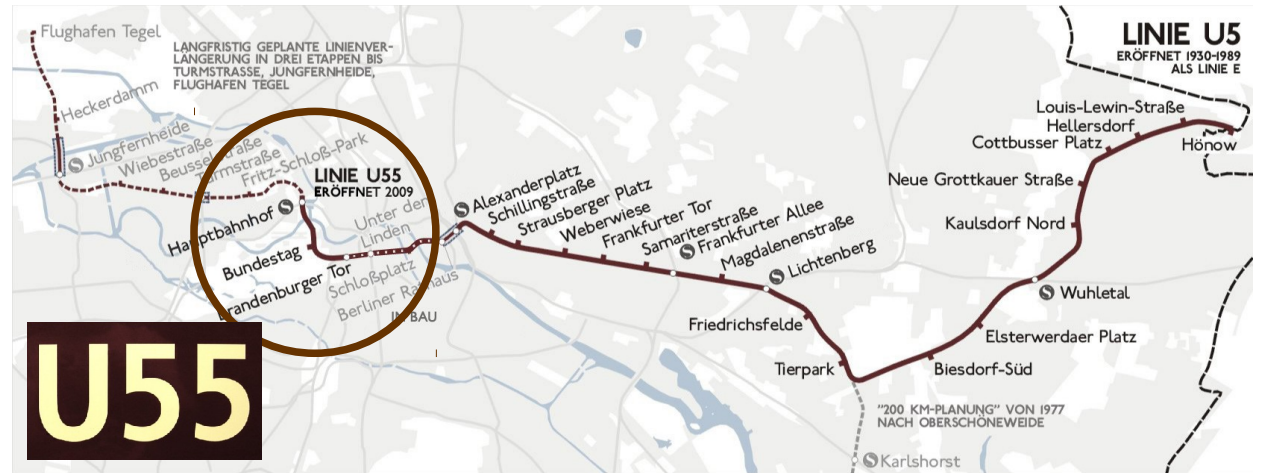 Flughafen Tegel
LANGFRISTIG GEPLANTE LINIENVER-
LÄNGERUNG IN DREI ETAPPEN BIS
TURMSTRASSE, JUNGFERNHEIDE,
FLUGHAFEN TEGEL
LINIE U5
ERÖFFNET 1930-1989
ALS LINIE E
Heckerdamm
Jungfernheide
Wiebestraße
Beusselstraße
Turmstraße
Fritz-Schloß-Park
LINIE U55
ERÖFFNET 2009
Hauptbahnhof
Bundestag
Brandenburger Tor
Unter den
Linden
Schloßplatz
Berliner Rathaus
IN BAU
Alexanderplatz
Schillingstraße
Strausberger Platz
Weberwiese
Frankfurter Tor
Samariterstraße
Frankfurter Allee
Magdalenenstraße
Lichtenberg
Friedrichsfelde
Tierpark
Biesdorf-Süd
Elsterwerdaer Platz
Wuhletal
Kaulsdorf Nord
Neue Grottkauer Straße
Cottbusser Platz
Hellersdorf
Louis-Lewin-Straße
Hönow
"200 KM-PLANUNG" VON 1977
NACH OBERSCHÖNEWEIDE
Karlshorst
U55